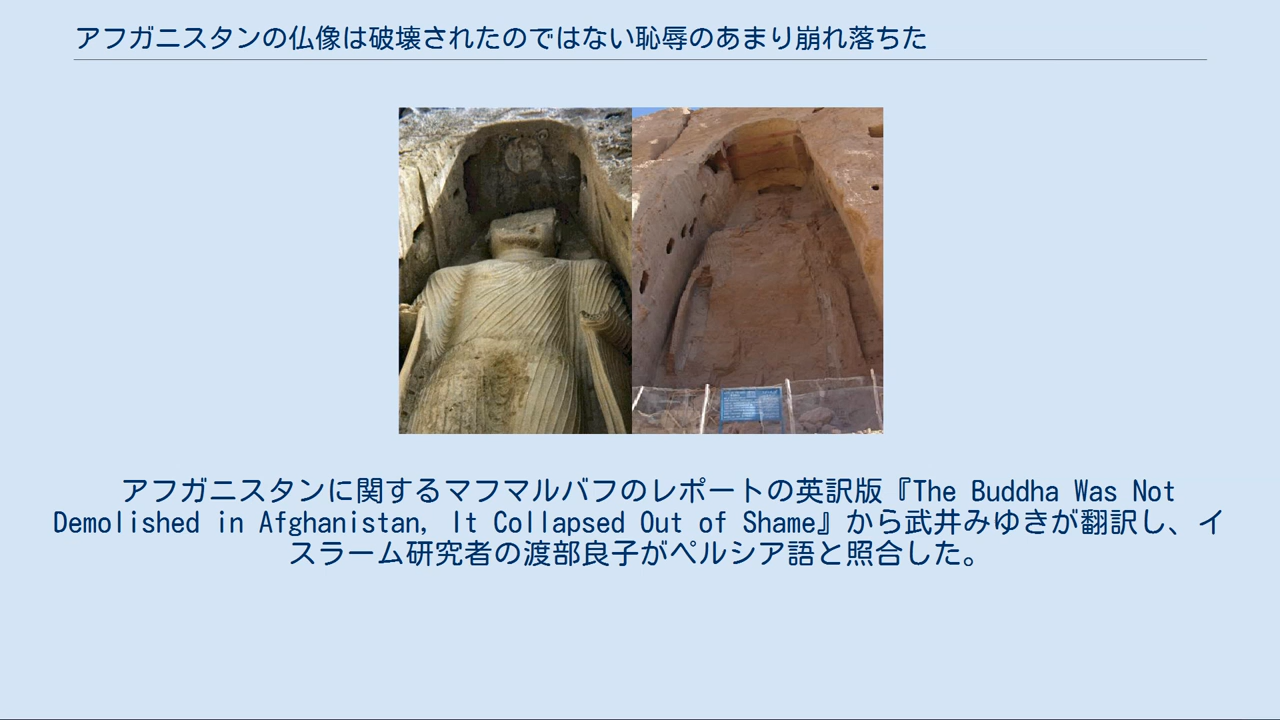 アフガニスタンの仏像は破壊されたのではない恥辱のあまり崩れ落ちた
アフガニスタンに関するマフマルバフのレポートの英訳版『The Buddha Was Not
Demolished in Afghanistan, It Collapsed Out of Shame』から武井みゆきが翻訳し、イ
スラーム研究者の渡部良子がペルシア語と照合した。